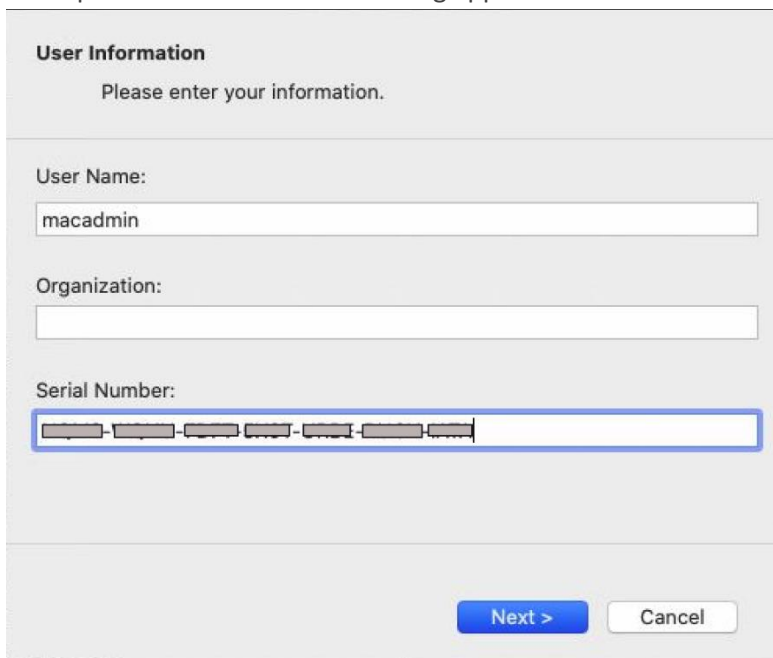 User Information
Please enter your information.
User Name:
macadmin
Organization:
Serial Number:
Next >
Cancel